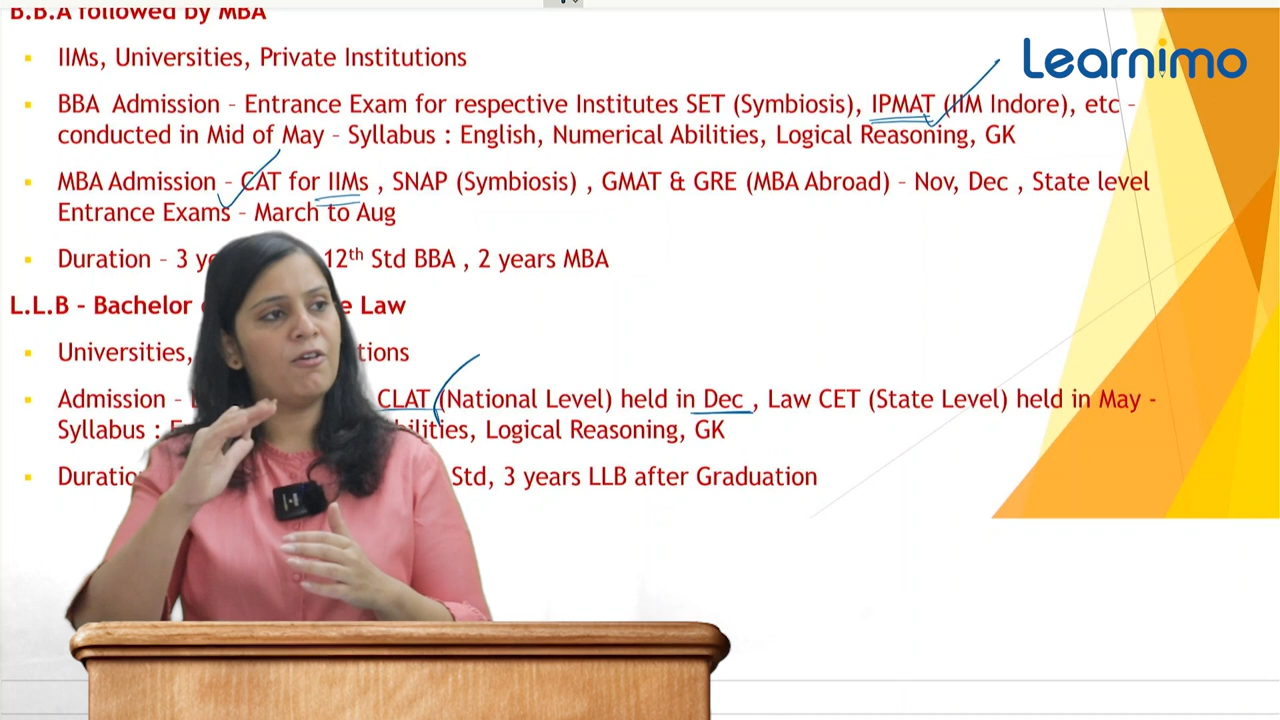 B.B.A followed by MBA
Learnimo
IIMs, Universities, Private Institutions
BBA Admission – Entrance Exam for respective Institutes SET (Symbiosis), IPMAT (IIM Indore), etc –
conducted in Mid of May – Syllabus : English, Numerical Abilities, Logical Reasoning, GK
MBA Admission – CAT for IIMs , SNAP (Symbiosis) , GMAT & GRE (MBA Abroad) – Nov, Dec , State level
Entrance Exams – March to Aug
Duration – 3 12th Std BBA , 2 years MBA
L.L.B – Bachelor Law
Universities,
Admission – CLAT (National Level) held in Dec , Law CET (State Level) held in May –
Syllabus : Logical Reasoning, GK
Std, 3 years LLB after Graduation